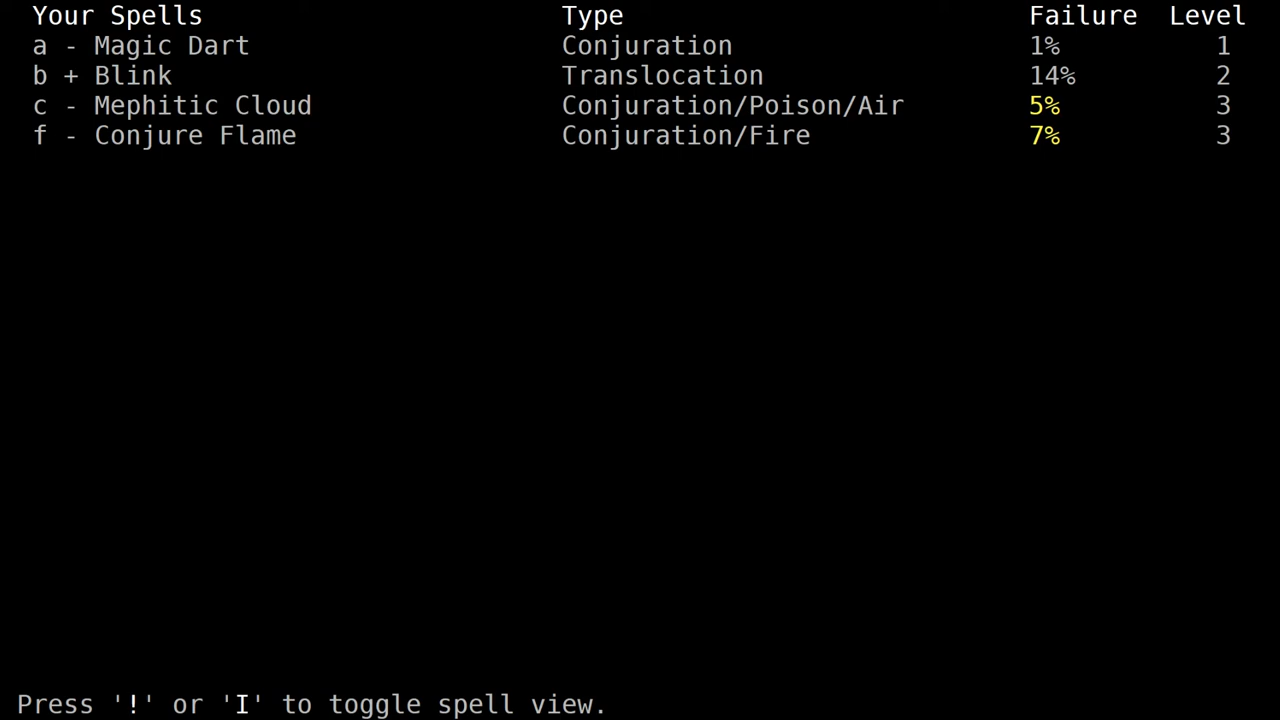 Your Spells Type Failure Level
a - Magic Dart Conjuration 1% 1
b + Blink Translocation 14% 2
c - Mephitic Cloud Conjuration/Poison/Air 5% 3
f - Conjure Flame Conjuration/Fire 7% 3
Press '!' or 'I' to toggle spell view.